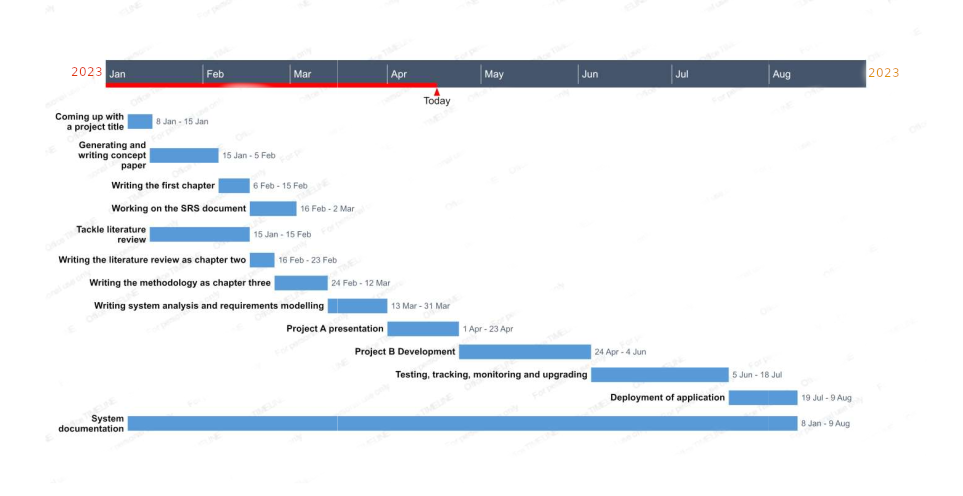 2023 Jan Feb Mar Apr May Jun Jul Aug 2023
Today
Coming up with
a project title
8 Jan - 15 Jan
Generating and
writing concept
paper
15 Jan - 5 Feb
Writing the first chapter 6 Feb - 15 Feb
Working on the SRS document 16 Feb - 2 Mar
Tackle literature
review
15 Jan - 15 Feb
Writing the literature review as chapter two 16 Feb - 23 Feb
Writing the methodology as chapter three 24 Feb - 12 Mar
Writing system analysis and requirements modelling 13 Mar - 31 Mar
Project A presentation 1 Apr - 23 Apr
Project B Development 24 Apr - 4 Jun
Testing, tracking, monitoring and upgrading 5 Jun - 18 Jul
Deployment of application 19 Jul - 9 Aug
System
documentation
8 Jan - 9 Aug